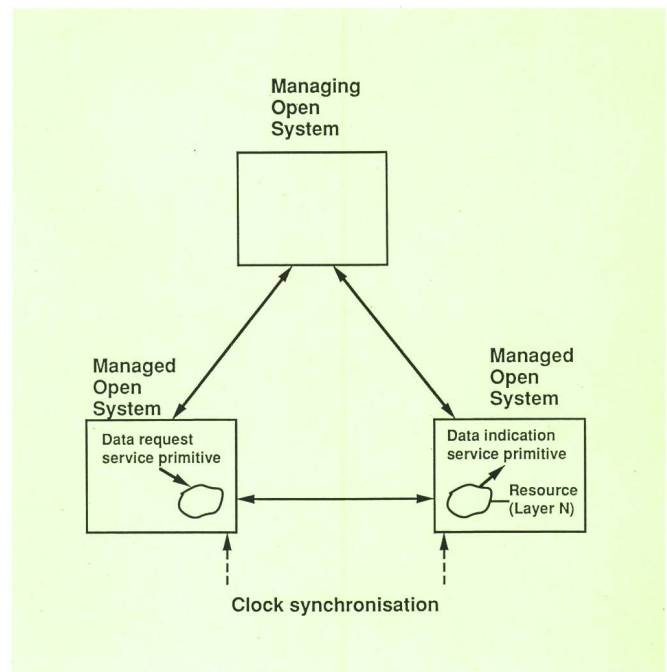 Managing
Open
System
Managed
Open
System
Data request
service primitive
Managed
Open
System
Data indication
service primitive
Resource
(Layer N)
Clock synchronisation